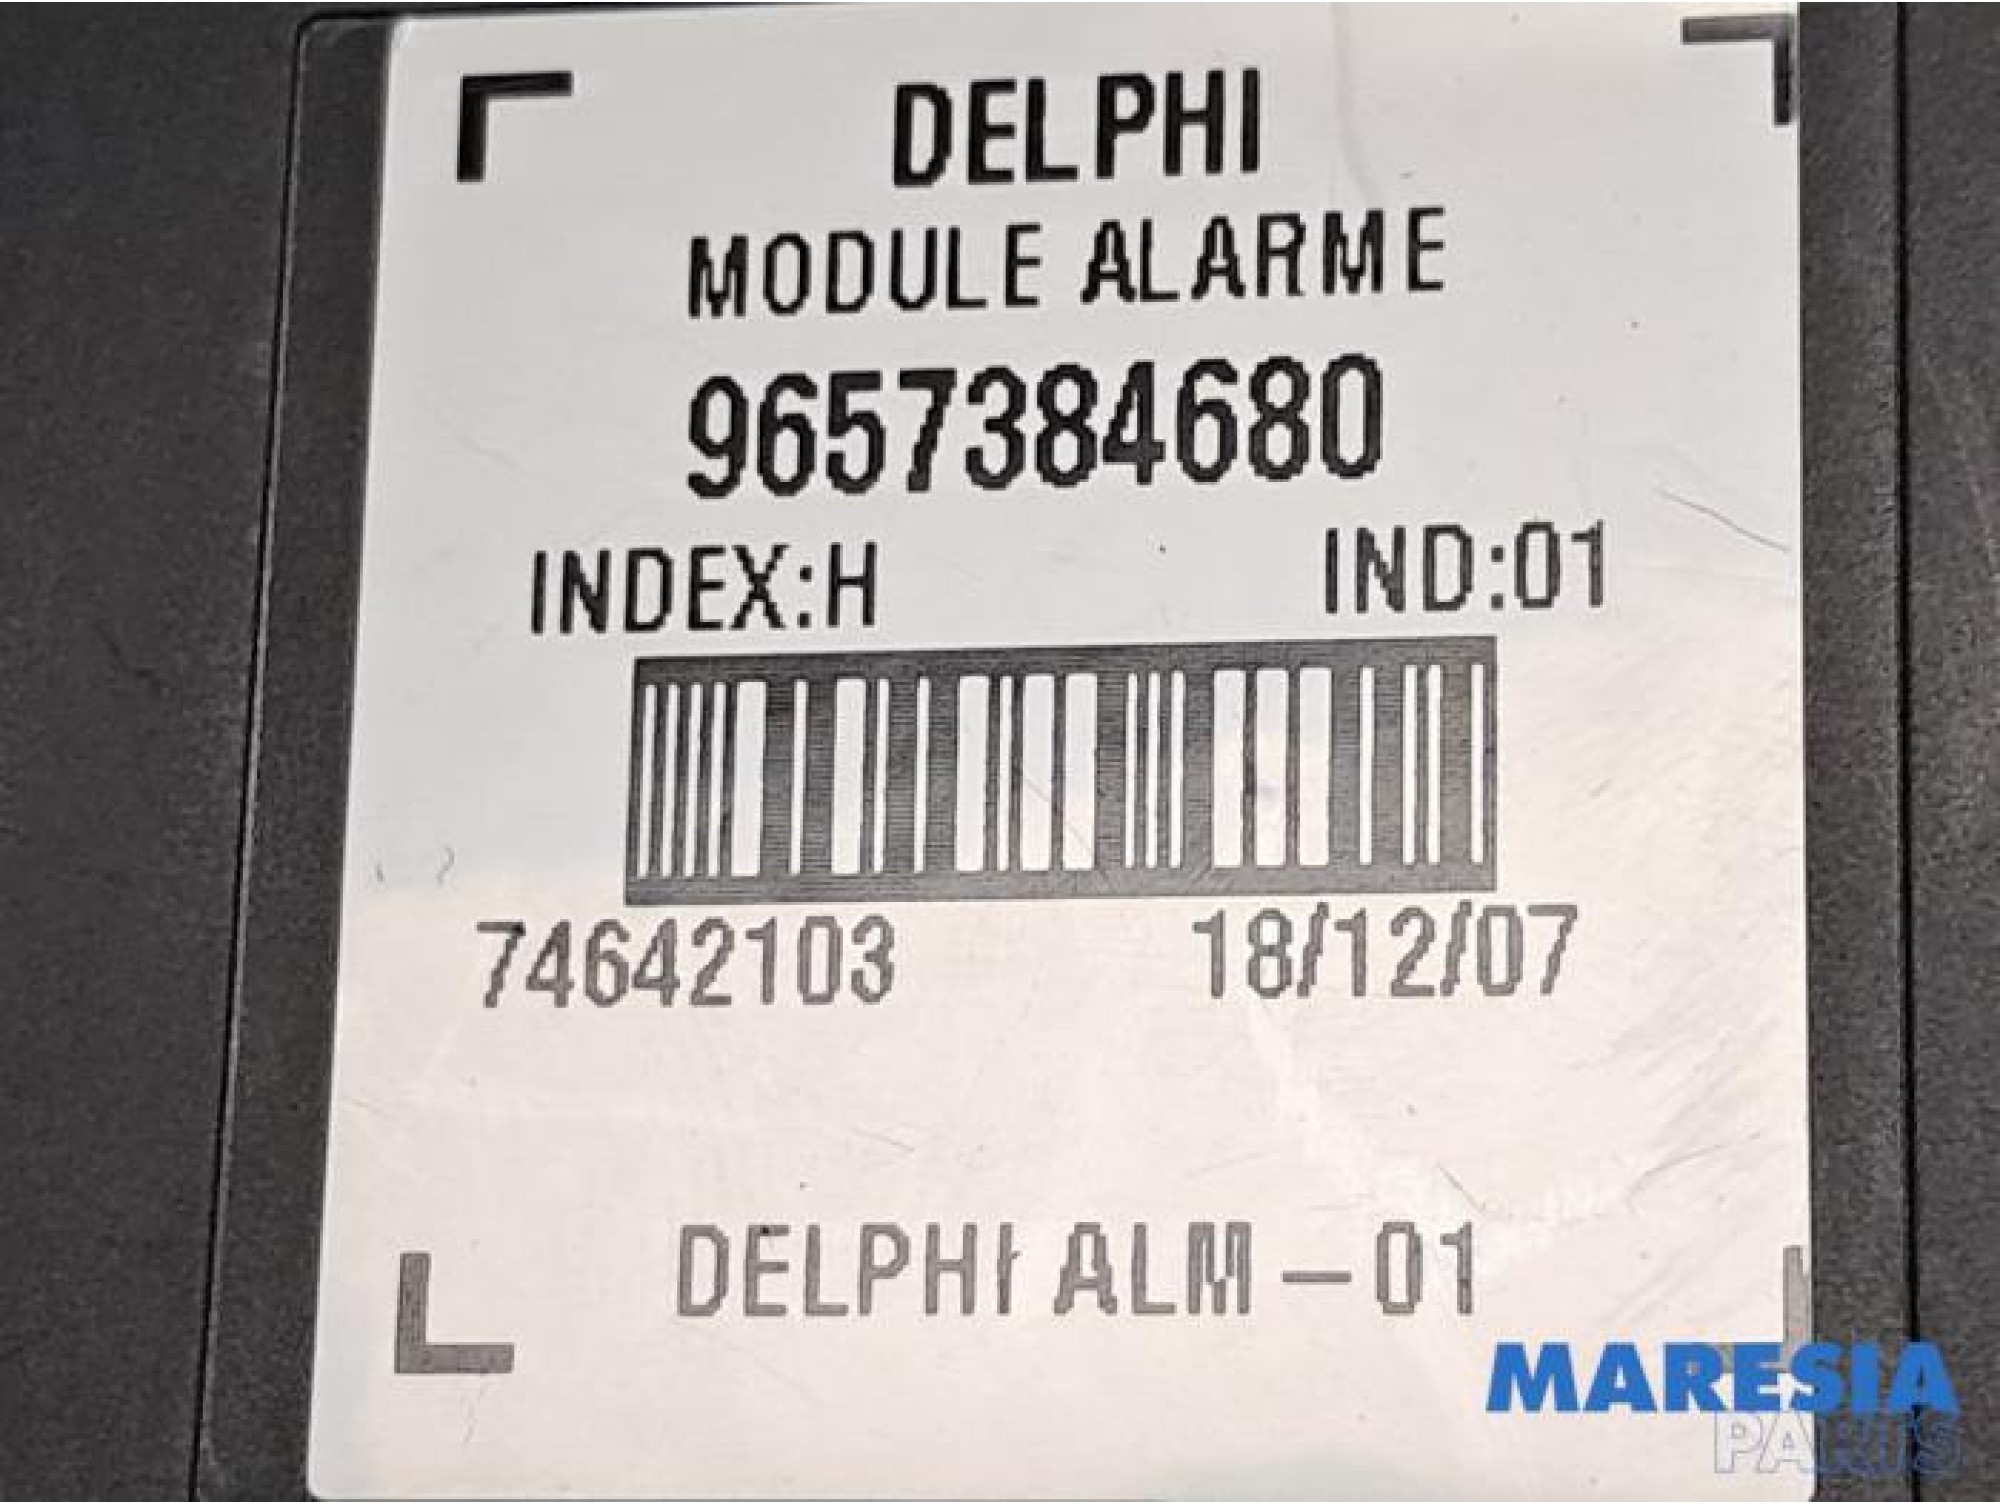 DELPHI
MODULE ALARME
9657384680
INDEX:H IND:01
74642103 18/12/07
DELPHI ALM-01
MARESIA
PARTS